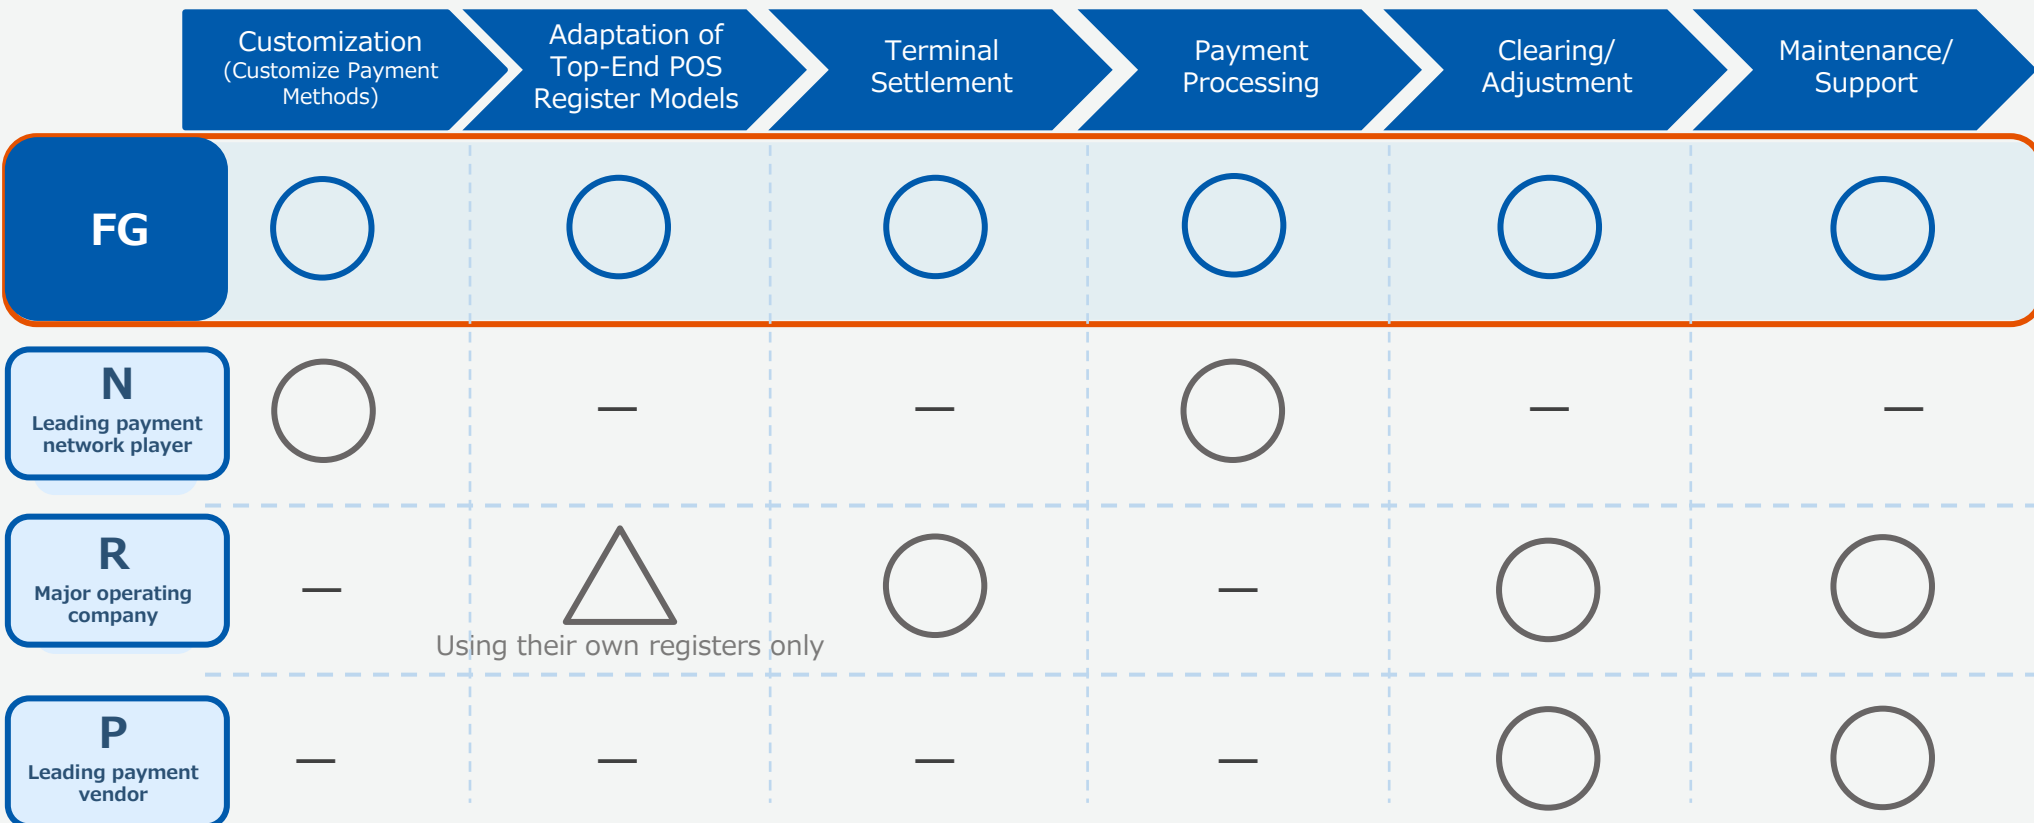 Customization
(Customize Payment
Methods)
Adaptation of
Top-End POS
Register Models
Terminal
Settlement
Payment
Processing
Clearing/
Adjustment
Maintenance/
Support
FG
N
Leading payment
network player
—
—
—
—
R
Major operating
company
—
Using their own registers only
—
P
Leading payment
vendor
—
—
—
—